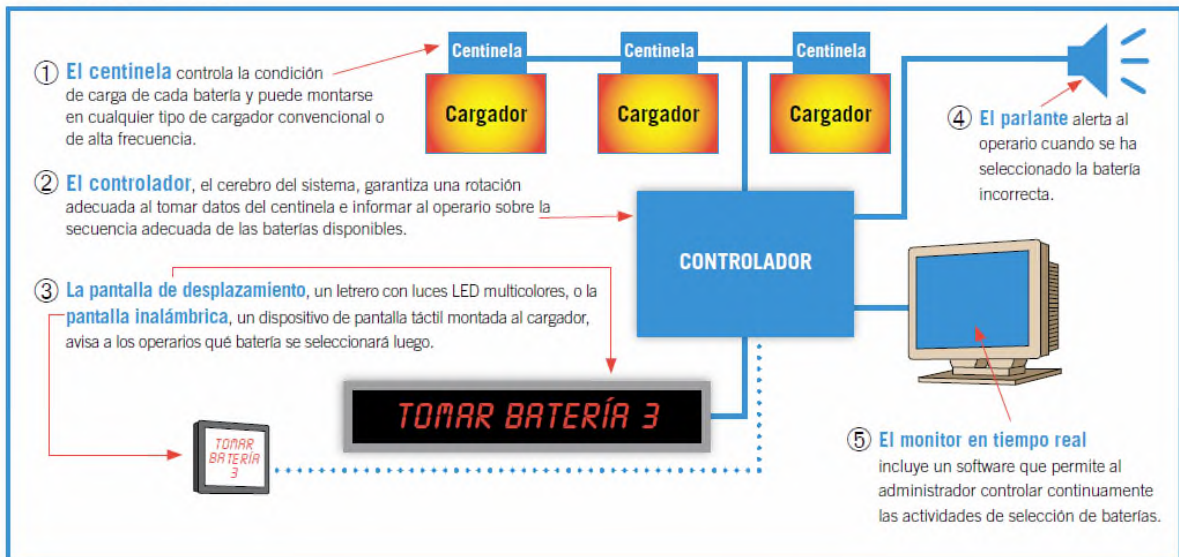 Centinela
Centinela
Centinela
Cargador
Cargador
Cargador
① El centinela controla la condición
de carga de cada batería y puede montarse
en cualquier tipo de cargador convencional o
de alta frecuencia.
④ El parlante alerta al
operario cuando se ha
seleccionado la batería
incorrecta.
② El controlador, el cerebro del sistema, garantiza una rotación
adecuada al tomar datos del centinela e informar al operario sobre la
secuencia adecuada de las baterías disponibles.
CONTROLADOR
③ La pantalla de desplazamiento, un letrero con luces LED multicolores, o la
pantalla inalámbrica, un dispositivo de pantalla táctil montada al cargador,
avisa a los operarios qué batería se seleccionará luego.
TOMAR BATERÍA 3
TOMAR
BATERÍA
3
⑤ El monitor en tiempo real
incluye un software que permite al
administrador controlar continuamente
las actividades de selección de baterías.